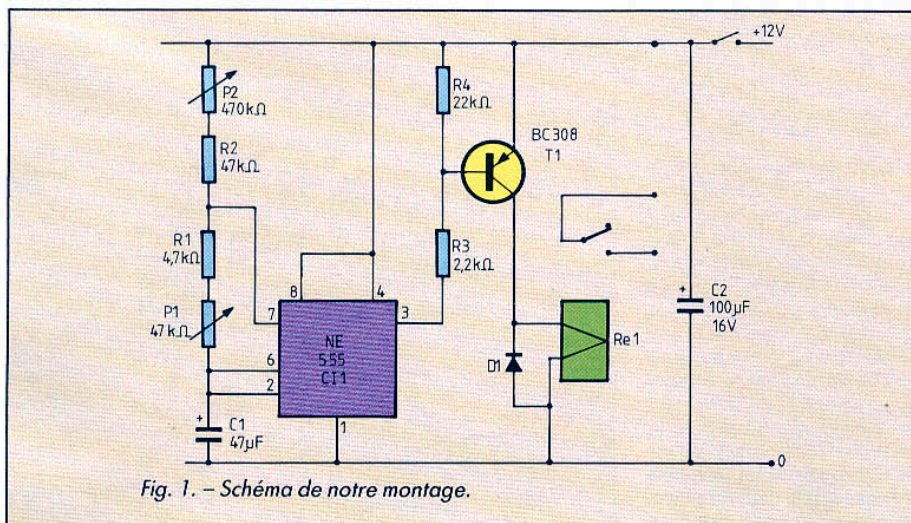 +12V
P2
470kΩ
R2
47kΩ
R1
4,7kΩ
P1
47kΩ
C1
47µF
+
8
4
7
3
6
2
1
NE
555
CI1
R4
22kΩ
R3
2,2kΩ
BC308
T1
D1
Re1
+
C2
100µF
16V
0
Fig. 1. – Schéma de notre montage.